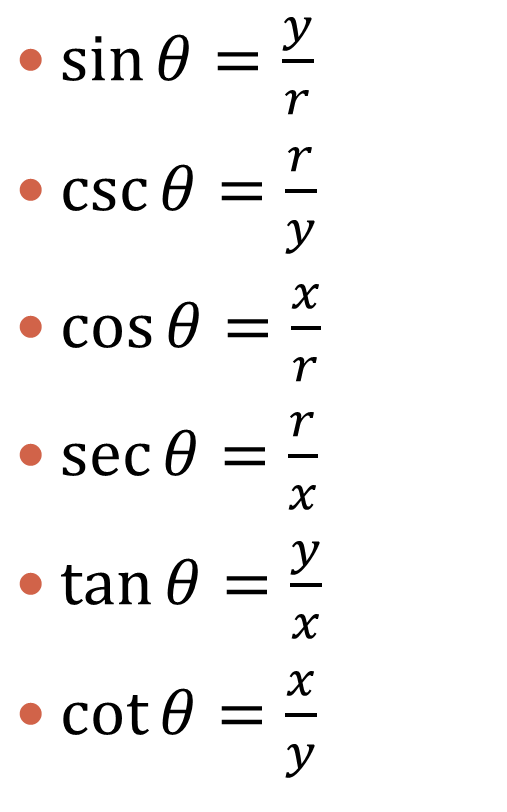 • sin θ = y/r
• csc θ = r/y
• cos θ = x/r
• sec θ = r/x
• tan θ = y/x
• cot θ = x/y